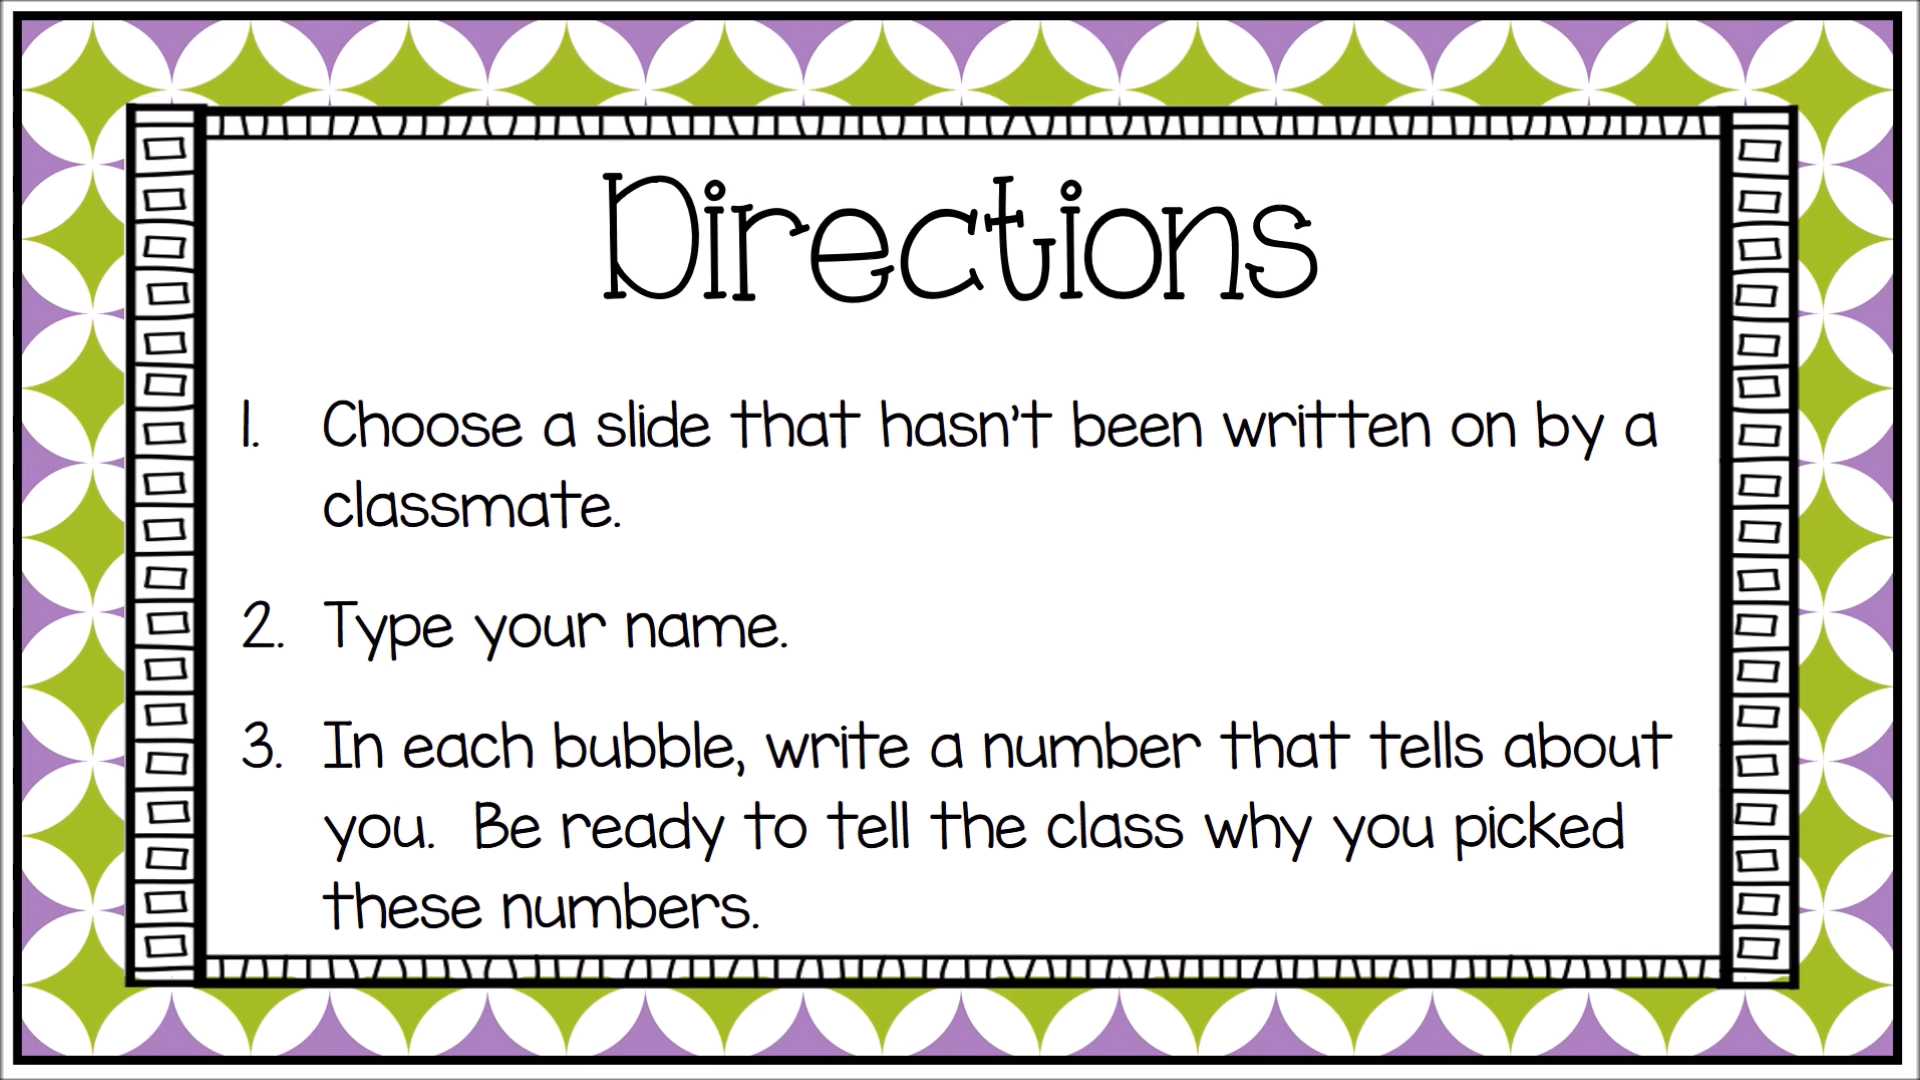 Directions
1. Choose a slide that hasn't been written on by a
classmate.
2. Type your name.
3. In each bubble, write a number that tells about
you. Be ready to tell the class why you picked
these numbers.